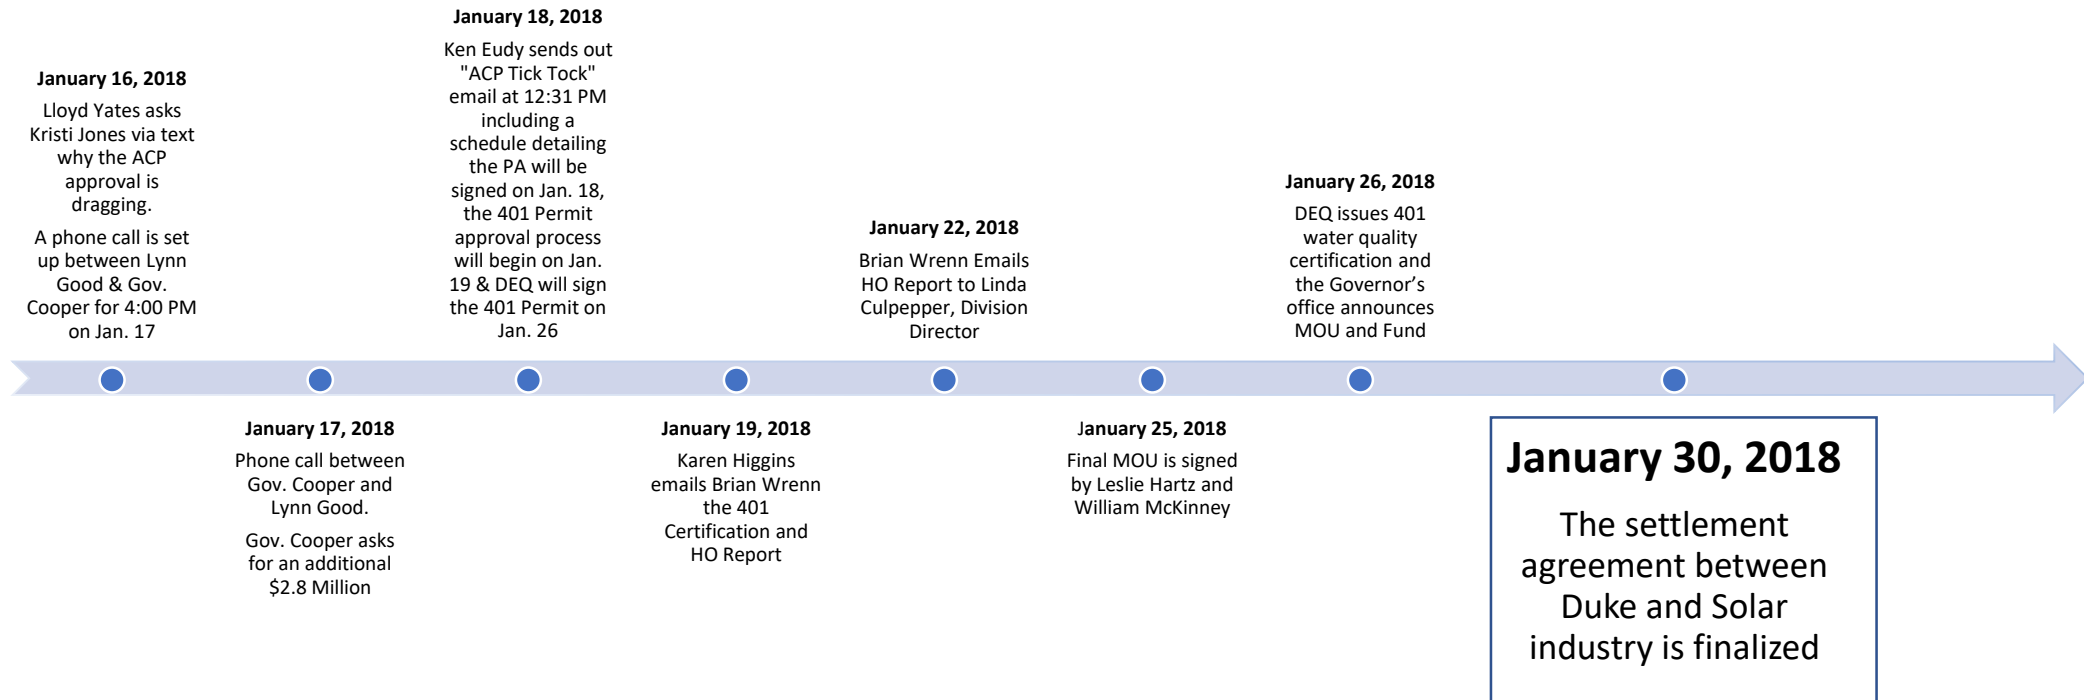 January 16, 2018
Lloyd Yates asks
Kristi Jones via text
why the ACP
approval is
dragging.
A phone call is set
up between Lynn
Good & Gov.
Cooper for 4:00 PM
on Jan. 17
January 17, 2018
Phone call between
Gov. Cooper and
Lynn Good.
Gov. Cooper asks
for an additional
$2.8 Million
January 18, 2018
Ken Eudy sends out
"ACP Tick Tock"
email at 12:31 PM
including a
schedule detailing
the PA will be
signed on Jan. 18,
the 401 Permit
approval process
will begin on Jan.
19 & DEQ will sign
the 401 Permit on
Jan. 26
January 19, 2018
Karen Higgins
emails Brian Wrenn
the 401
Certification and
HO Report
January 22, 2018
Brian Wrenn Emails
HO Report to Linda
Culpepper, Division
Director
January 25, 2018
Final MOU is signed
by Leslie Hartz and
William McKinney
January 26, 2018
DEQ issues 401
water quality
certification and
the Governor’s
office announces
MOU and Fund
January 30, 2018
The settlement
agreement between
Duke and Solar
industry is finalized